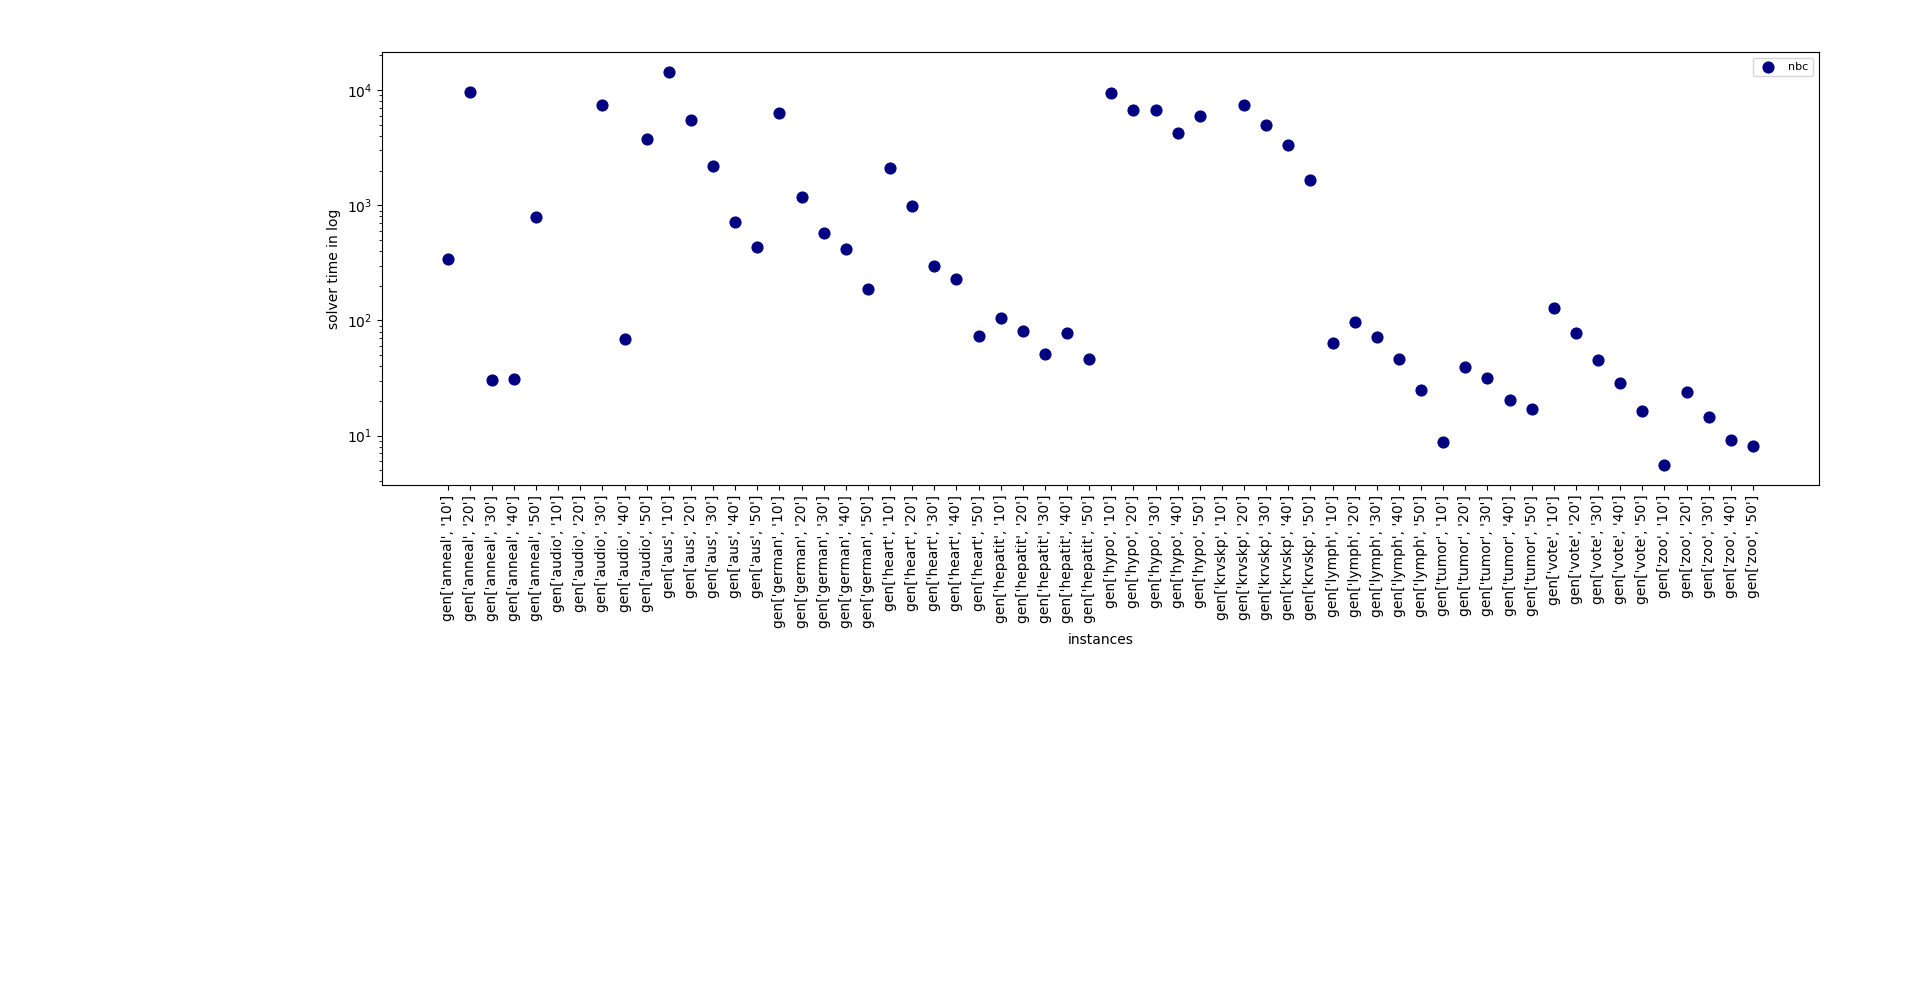 nbc
10⁴
10³
10²
10¹
solver time in log
gen['anneal', '10']
gen['anneal', '20']
gen['anneal', '30']
gen['anneal', '40']
gen['anneal', '50']
gen['audio', '10']
gen['audio', '20']
gen['audio', '30']
gen['audio', '40']
gen['audio', '50']
gen['aus', '10']
gen['aus', '20']
gen['aus', '30']
gen['aus', '40']
gen['aus', '50']
gen['german', '10']
gen['german', '20']
gen['german', '30']
gen['german', '40']
gen['german', '50']
gen['heart', '10']
gen['heart', '20']
gen['heart', '30']
gen['heart', '40']
gen['heart', '50']
gen['hepatit', '10']
gen['hepatit', '20']
gen['hepatit', '30']
gen['hepatit', '40']
gen['hepatit', '50']
gen['hypo', '10']
gen['hypo', '20']
gen['hypo', '30']
gen['hypo', '40']
gen['hypo', '50']
gen['krvskp', '10']
gen['krvskp', '20']
gen['krvskp', '30']
gen['krvskp', '40']
gen['krvskp', '50']
gen['lymph', '10']
gen['lymph', '20']
gen['lymph', '30']
gen['lymph', '40']
gen['lymph', '50']
gen['tumor', '10']
gen['tumor', '20']
gen['tumor', '30']
gen['tumor', '40']
gen['tumor', '50']
gen['vote', '10']
gen['vote', '20']
gen['vote', '30']
gen['vote', '40']
gen['vote', '50']
gen['zoo', '10']
gen['zoo', '20']
gen['zoo', '30']
gen['zoo', '40']
gen['zoo', '50']
instances